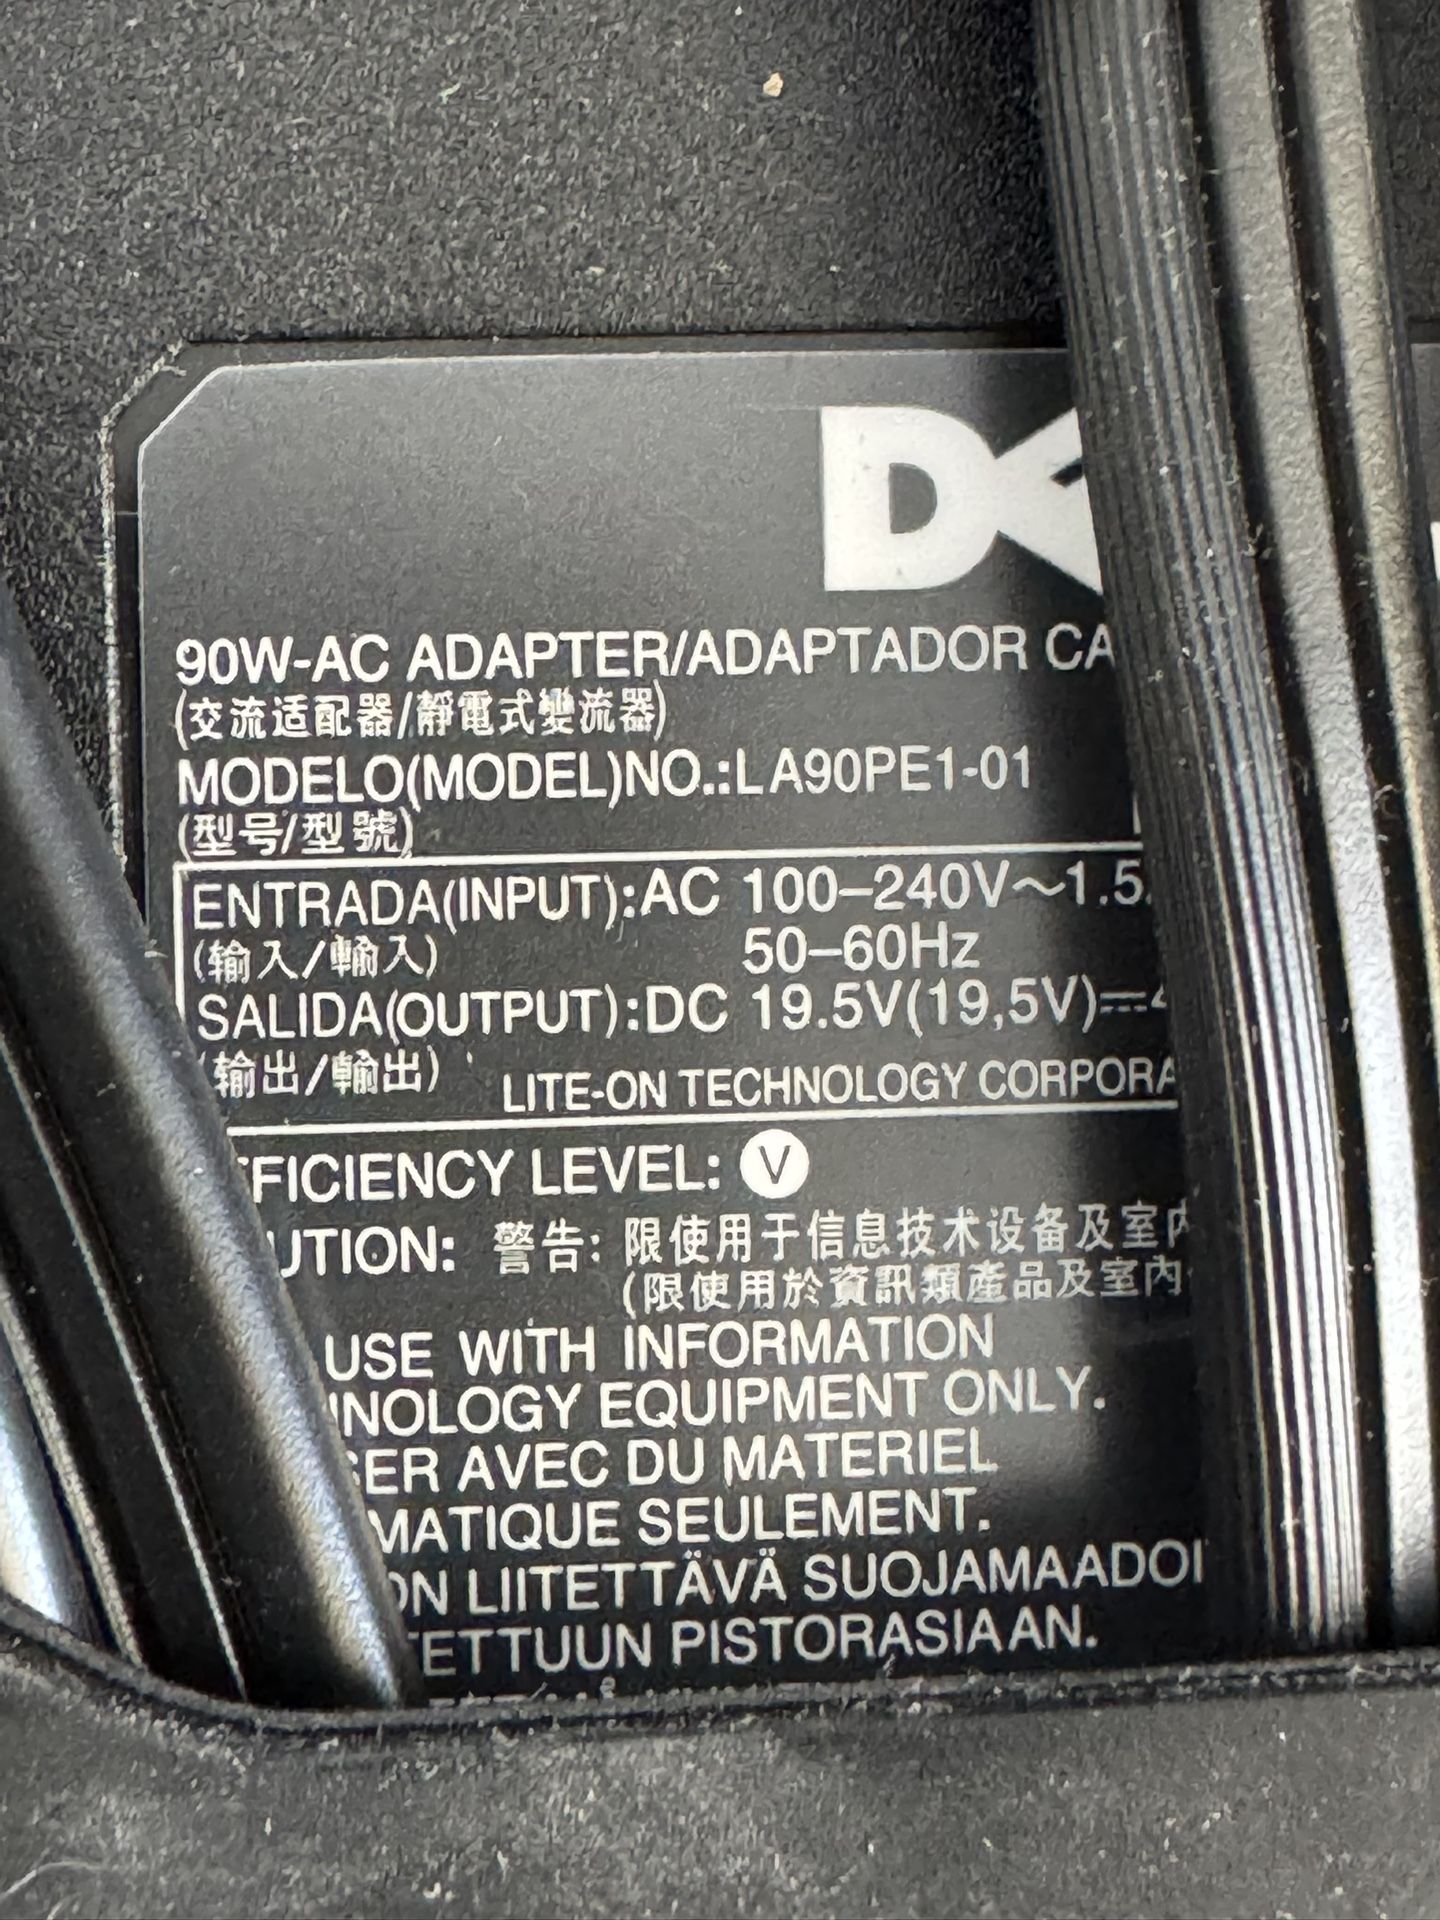 90W-AC ADAPTER/ADAPTADOR
(交流适配器/靜電式變流器)
MODELO(MODEL)NO.:LA90PE1-01
(型号/型號)
ENTRADA(INPUT):AC 100–240V～1.5
(输入/輸入) 50–60Hz
SALIDA(OUTPUT):DC 19.5V(19,5V)⎓
(输出/輸出) LITE-ON TECHNOLOGY
LEVEL: V
警告: 限使用于信息技术设备及室内
(限使用於資訊類產品及室內
USE WITH INFORMATION
EQUIPMENT ONLY.
AVEC DU MATERIEL
SEULEMENT.
LIITETTÄVÄ
PISTORASIAAN.